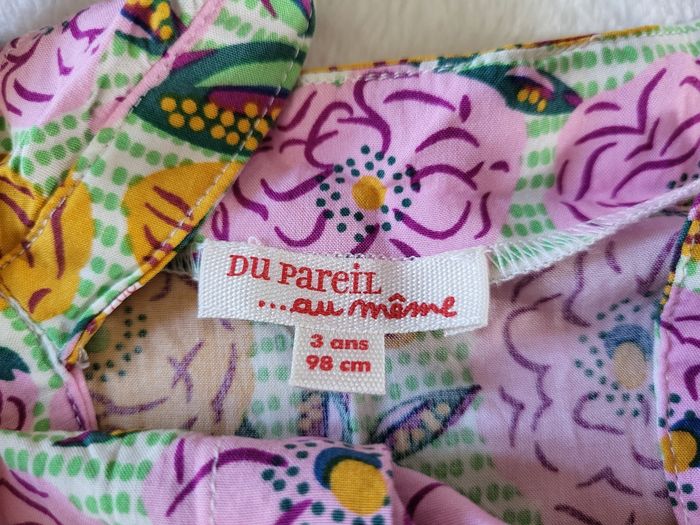 DU PAREIL
...au même
3 ans
98 cm